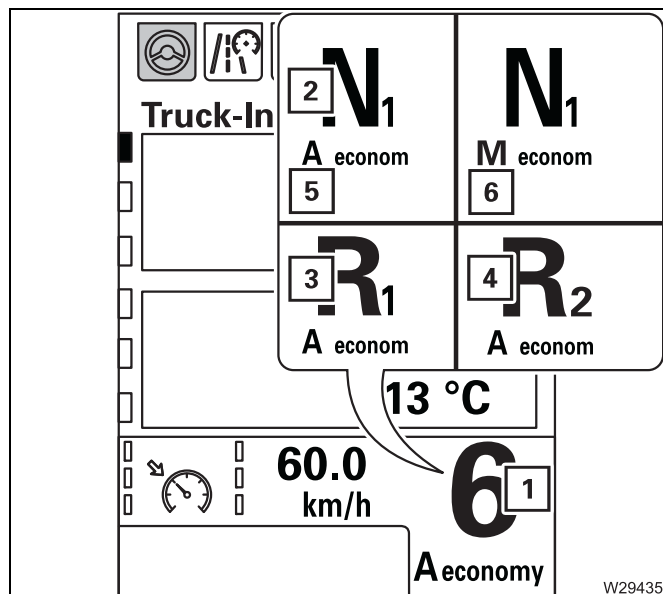 Truck-In
2 N1
A econom
5
N1
M econom
6
3 R1
A econom
4 R2
A econom
13 °C
60.0
km/h
6 1
A economy
W29435